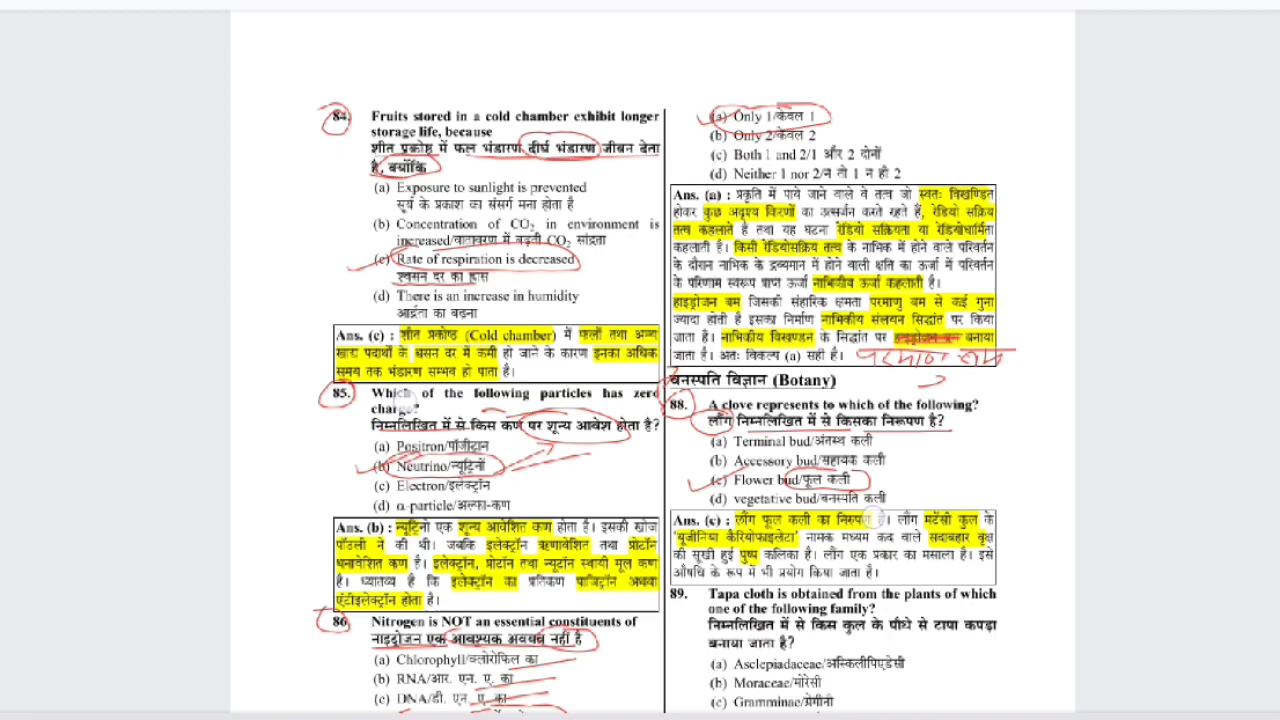 84. Fruits stored in a cold chamber exhibit longer
storage life, because
शीत प्रकोष्ठ में फल भंडारण दीर्घ भंडारण जीवन देता
है, क्योंकि
(a) Exposure to sunlight is prevented
सूर्य के प्रकाश का संसर्ग मना होता है
(b) Concentration of CO₂ in environment is
increased/वातावरण में बढ़ती CO₂ सांद्रता
(c) Rate of respiration is decreased
श्वसन दर का ह्रास
(d) There is an increase in humidity
आर्द्रता का बढ़ना
Ans. (c) : शीत प्रकोष्ठ (Cold chamber) में फलों तथा अन्य
खाद्य पदार्थों के श्वसन दर में कमी हो जाने के कारण इनका अधिक
समय तक भंडारण सम्भव हो पाता है।
85. Which of the following particles has zero
charge?
निम्नलिखित में से किस कण पर शून्य आवेश होता है?
(a) Positron/पॉजीट्रान
(b) Neutrino/न्यूट्रिनों
(c) Electron/इलेक्ट्रॉन
(d) α-particle/अल्फा-कण
Ans. (b) : न्यूट्रिनो एक शून्य आवेशित कण होता है। इसकी खोज
पॉउली ने की थी। जबकि इलेक्ट्रॉन ऋणावेशित तथा प्रोटॉन
धनावेशित कण है। इलेक्ट्रॉन, प्रोटॉन तथा न्यूट्रॉन स्थायी मूल कण
है। ध्यातव्य है कि इलेक्ट्रॉन का प्रतिकण पाजिट्रॉन अथवा
एंटीइलेक्ट्रॉन होता है।
86 Nitrogen is NOT an essential constituents of
नाइट्रोजन एक आवश्यक अवयव नहीं है
(a) Chlorophyll/क्लोरोफिल का
(b) RNA/आर. एन. ए. का
(c) DNA/डी. एन. ए. का
(a) Only 1/केवल 1
(b) Only 2/केवल 2
(c) Both 1 and 2/1 और 2 दोनों
(d) Neither 1 nor 2/न तो 1 न ही 2
Ans. (a) : प्रकृति में पाये जाने वाले वे तत्व जो स्वतः विखण्डित
होकर कुछ अदृश्य किरणों का उत्सर्जन करते रहते हैं, रेडियो सक्रिय
तत्व कहलाते है तथा यह घटना रेडियो सक्रियता या रेडियोधार्मिता
कहलाती है। किसी रेडियोसक्रिय तत्व के नाभिक में होने वाले परिवर्तन
के दौरान नाभिक के द्रव्यमान में होने वाली क्षति का ऊर्जा में परिवर्तन
के परिणाम स्वरूप प्राप्त ऊर्जा नाभिकीय ऊर्जा कहलाती है।
हाइड्रोजन बम जिसकी संहारिक क्षमता परमाणु बम से कई गुना
ज्यादा होती है इसका निर्माण नाभिकीय संलयन सिद्धांत पर किया
जाता है। नाभिकीय विखण्डन के सिद्धांत पर हाइड्रोजन बम बनाया
जाता है। अतः विकल्प (a) सही है। परमाणु बम
वनस्पति विज्ञान (Botany)
88. A clove represents to which of the following?
लौंग निम्नलिखित में से किसका निरूपण है?
(a) Terminal bud/अंतस्थ कली
(b) Accessory bud/सहायक कली
(c) Flower bud/फूल कली
(d) vegetative bud/वनस्पति कली
Ans. (c) : लौंग फूल कली का निरुपण है। लौंग मर्टेसी कुल के
'यूजीनिया कैरियोफाइलेटा' नामक मध्यम कद वाले सदाबहार वृक्ष
की सूखी हुई पुष्प कलिका है। लौंग एक प्रकार का मसाला है। इसे
औषधि के रूप में भी प्रयोग किया जाता है।
89. Tapa cloth is obtained from the plants of which
one of the following family?
निम्नलिखित में से किस कुल के पौधे से टापा कपड़ा
बनाया जाता है?
(a) Asclepiadaceae/अस्किलीपिएडेसी
(b) Moraceae/मोरेसी
(c) Gramminae/ग्रेमीनी